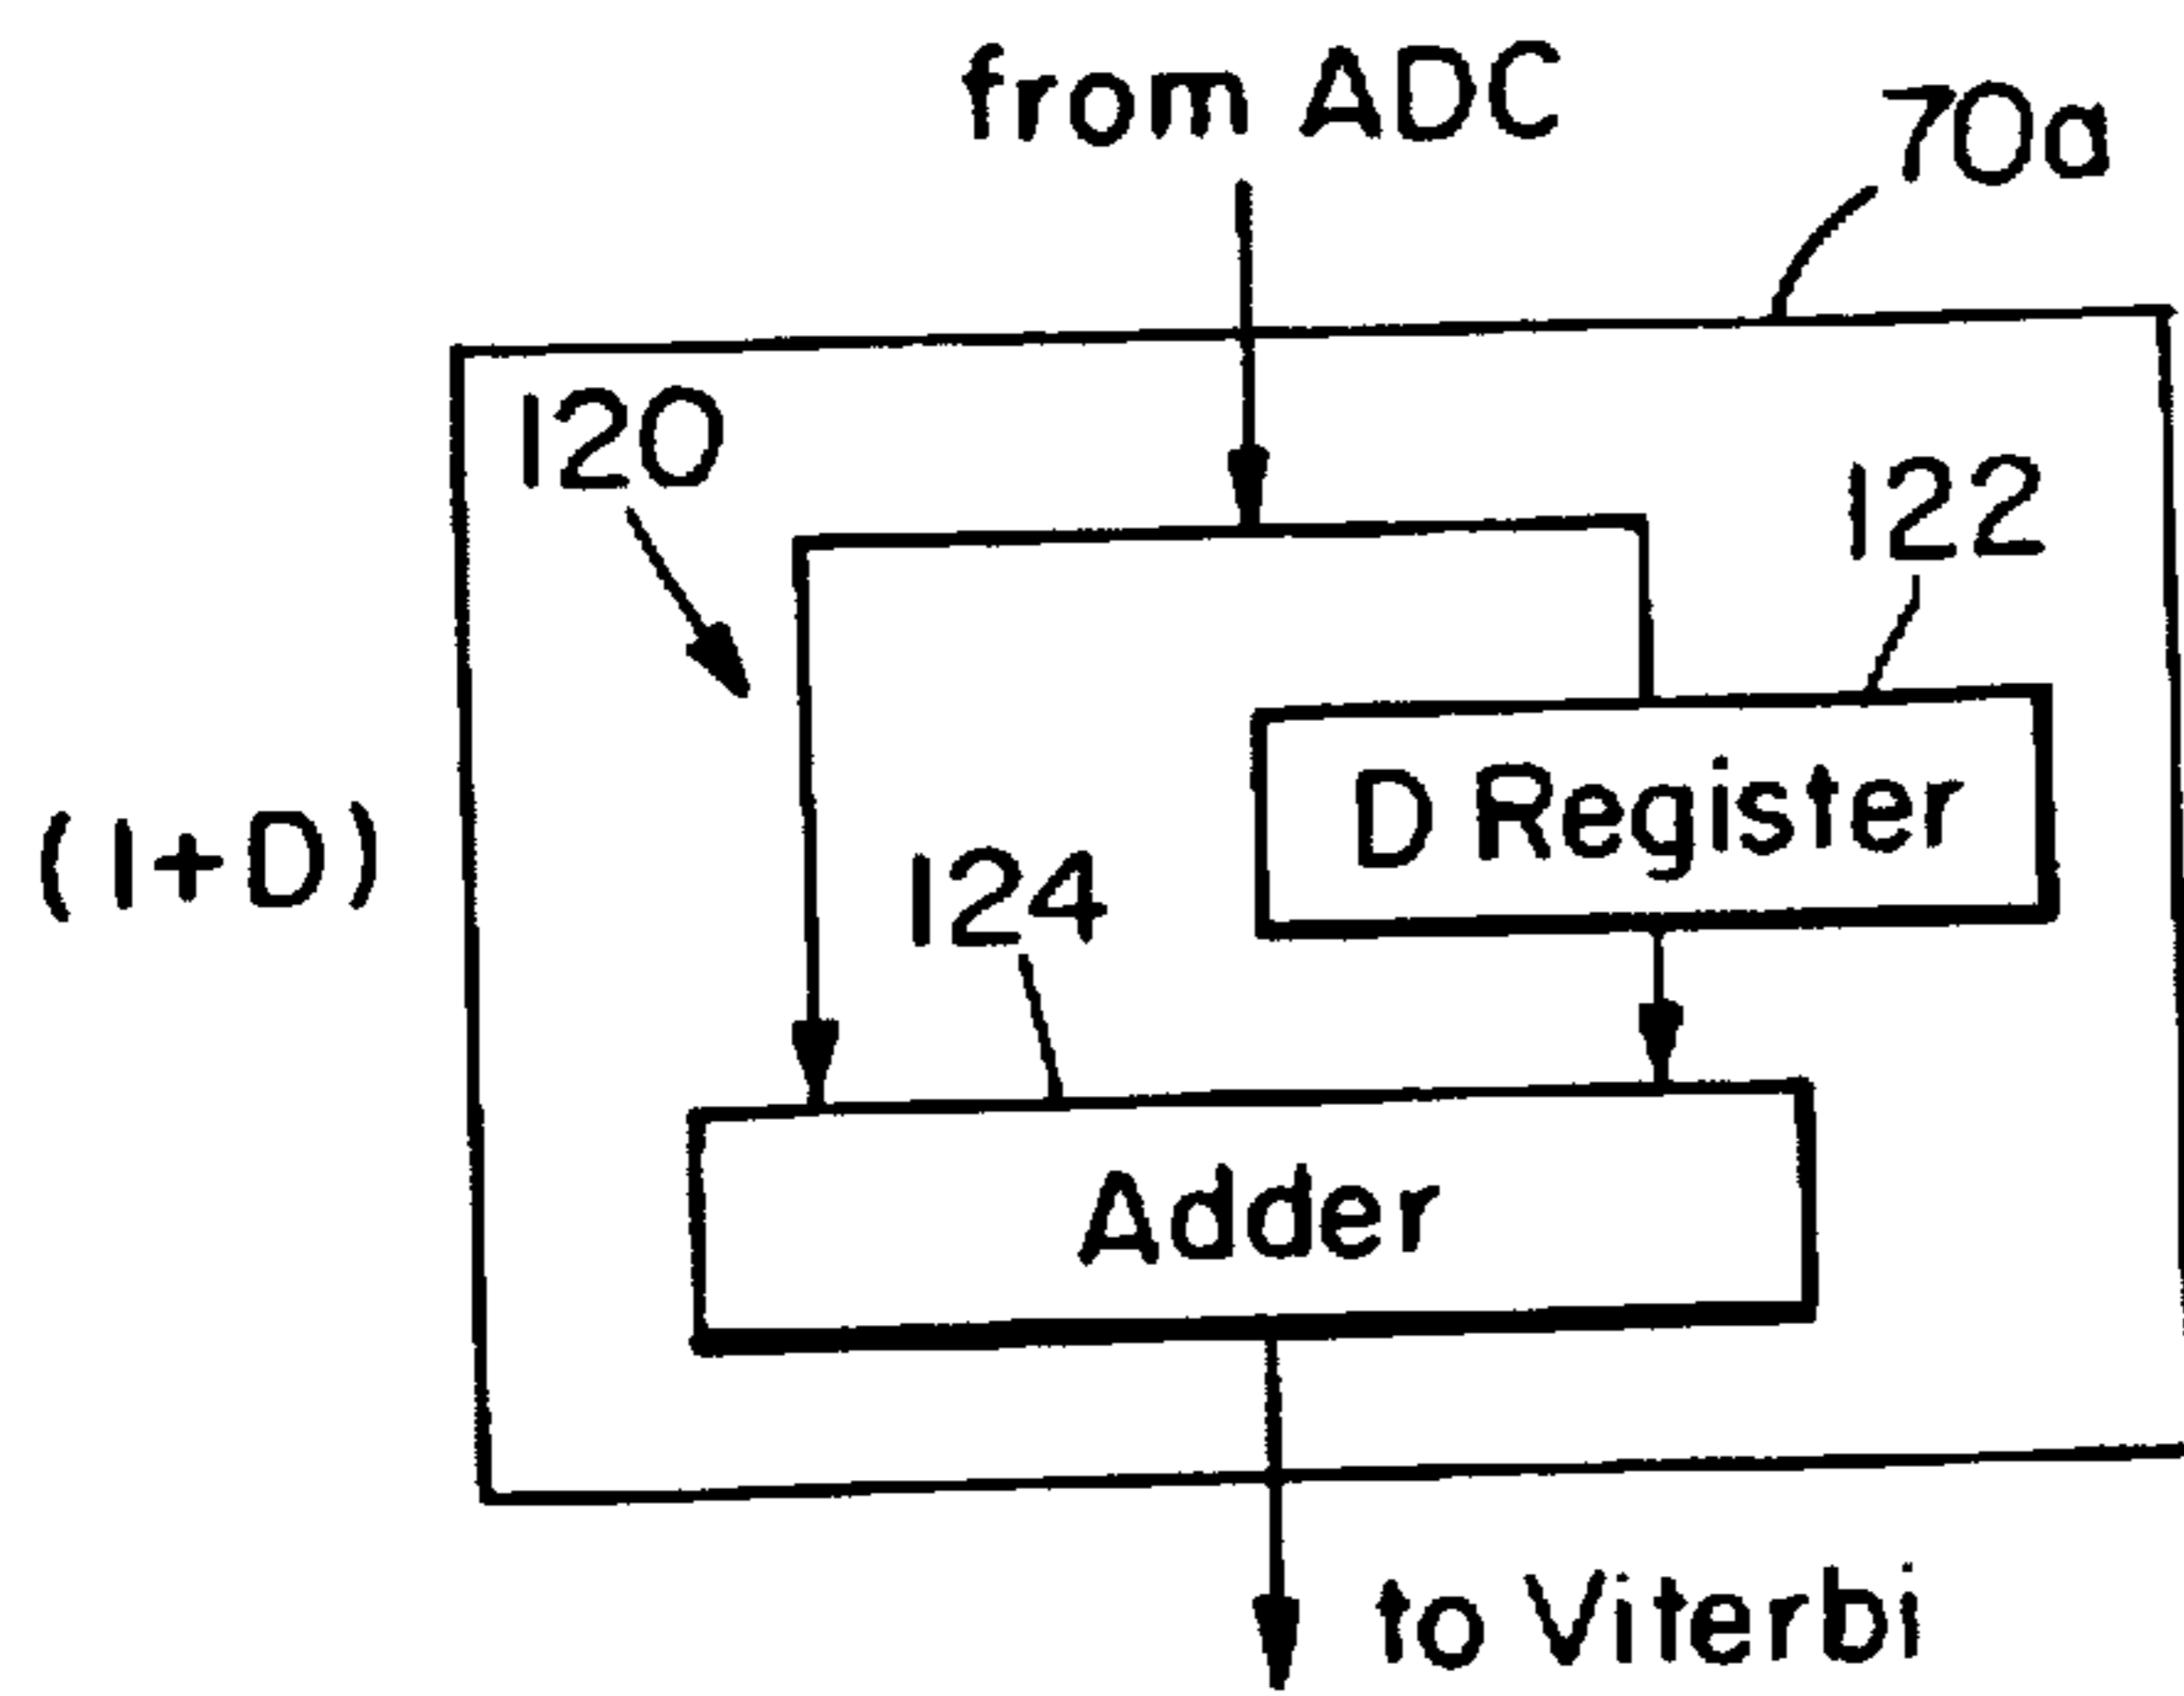 from ADC
70a
120
122
D Register
(1+D)
124
Adder
to Viterbi